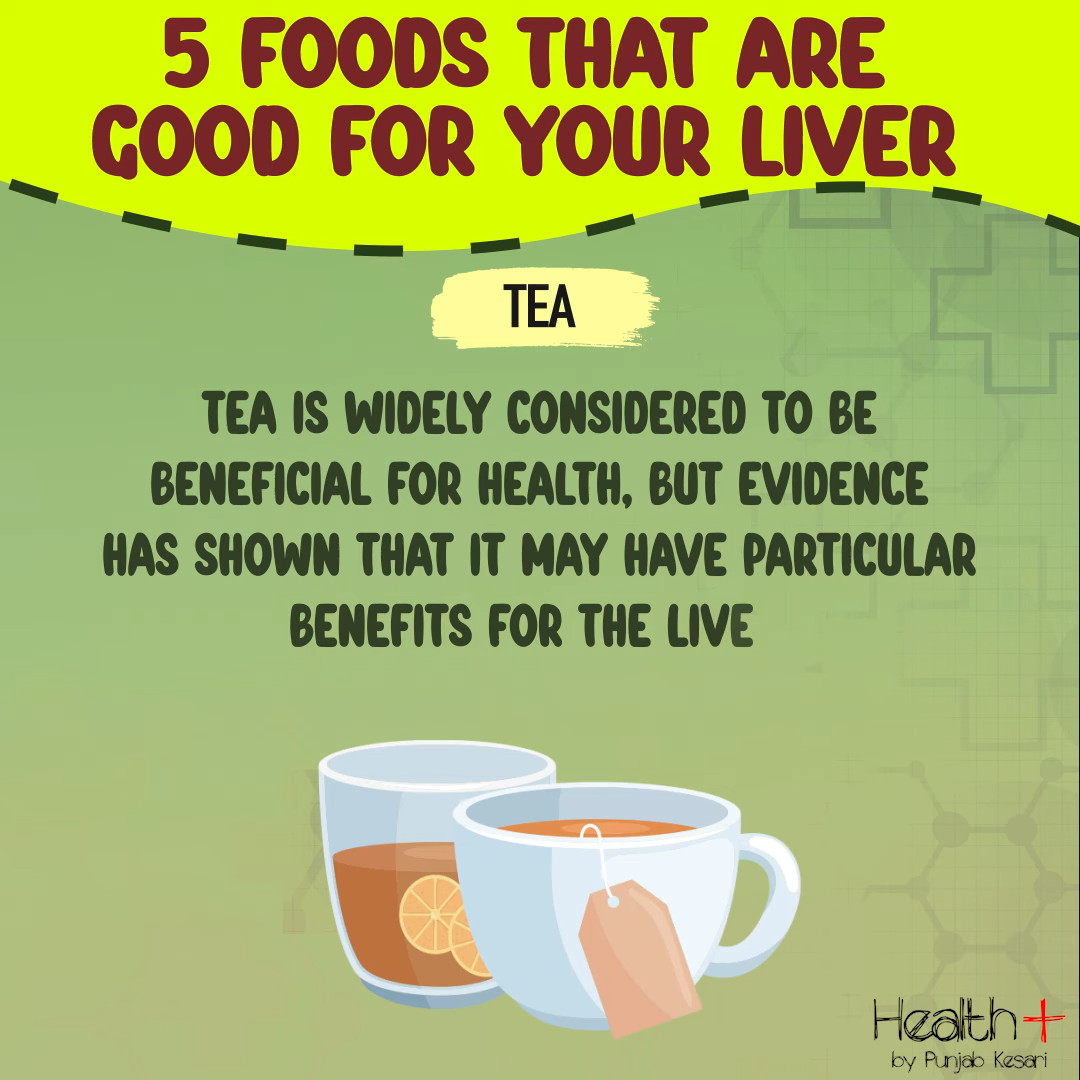 5 FOODS THAT ARE
GOOD FOR YOUR LIVER
TEA
TEA IS WIDELY CONSIDERED TO BE
BENEFICIAL FOR HEALTH, BUT EVIDENCE
HAS SHOWN THAT IT MAY HAVE PARTICULAR
BENEFITS FOR THE LIVE
Health+
by Punjab Kesari